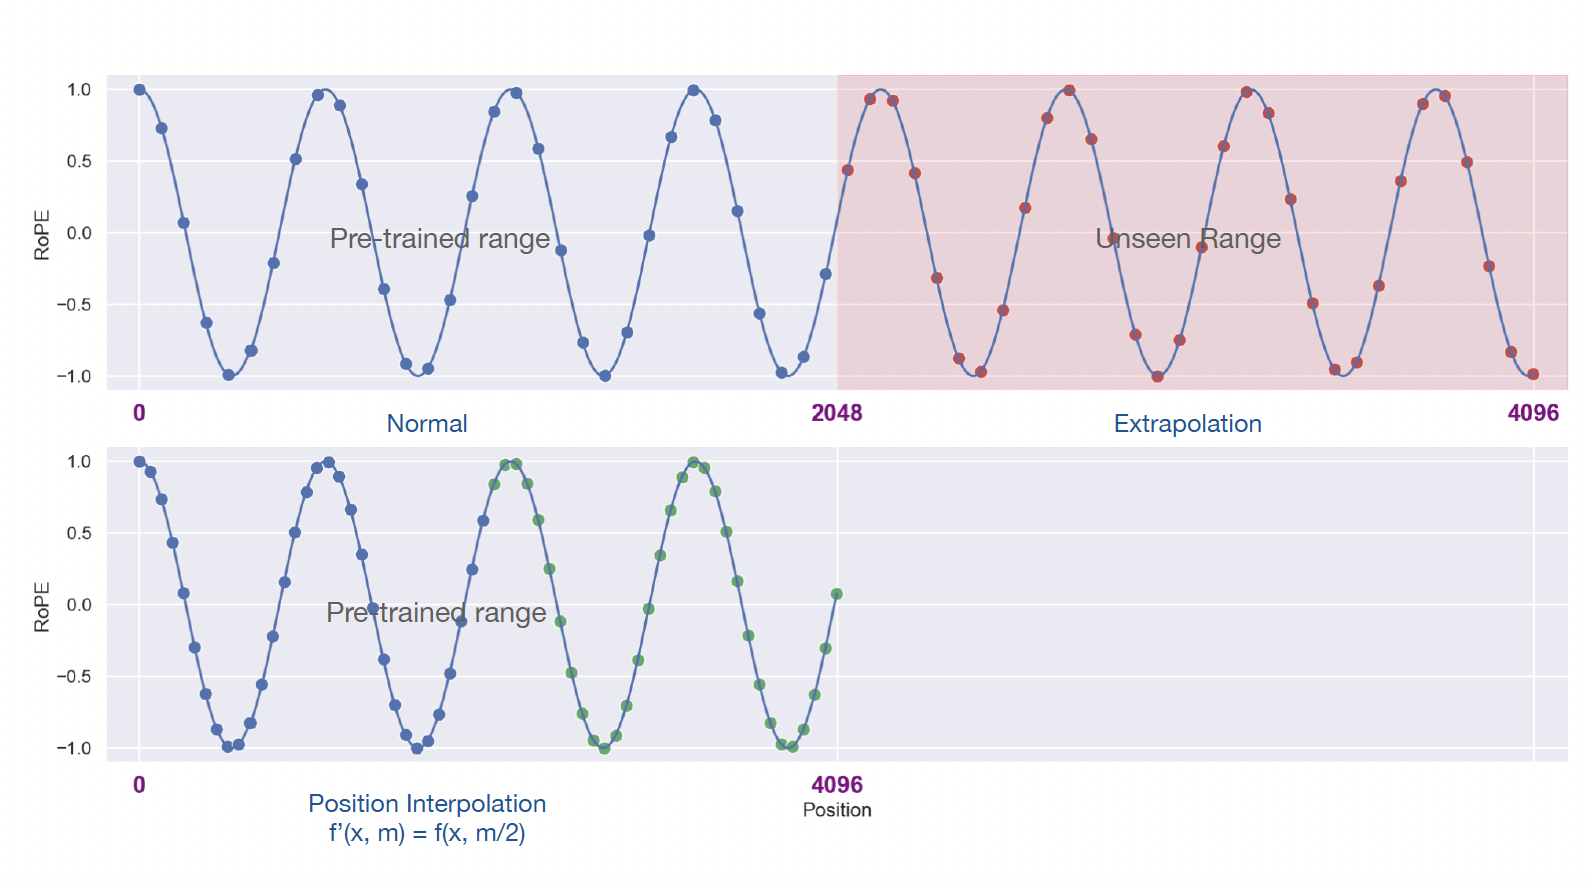 1.0
0.5
0.0
−0.5
−1.0
RoPE
Pre-trained range
Unseen Range
0
2048
4096
Normal
Extrapolation
1.0
0.5
0.0
−0.5
−1.0
RoPE
Pre-trained range
0
4096
Position
Position Interpolation
f’(x, m) = f(x, m/2)